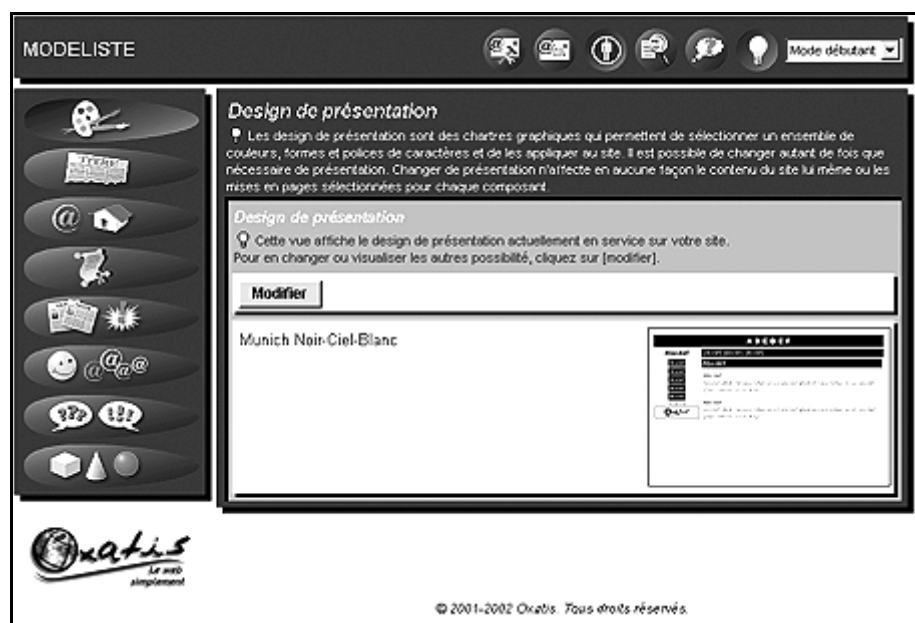 MODELISTE
Mode débutant
Design de présentation
Les design de présentation sont des chartres graphiques qui permettent de sélectionner un ensemble de
couleurs, formes et polices de caractères et de les appliquer au site. Il est possible de changer autant de fois que
nécessaire de présentation. Changer de présentation n'affecte en aucune façon le contenu du site lui même ou les
mises en pages sélectionnées pour chaque composant.
Design de présentation
Cette vue affiche le design de présentation actuellement en service sur votre site.
Pour en changer ou visualiser les autres possibilité, cliquez sur [modifier].
Modifier
Munich Noir-Ciel-Blanc
A B C D E F
TITRE
@
@ @ @ @
??? !!!
Oxatis
Le web
simplement
© 2001-2002 Oxatis. Tous droits réservés.